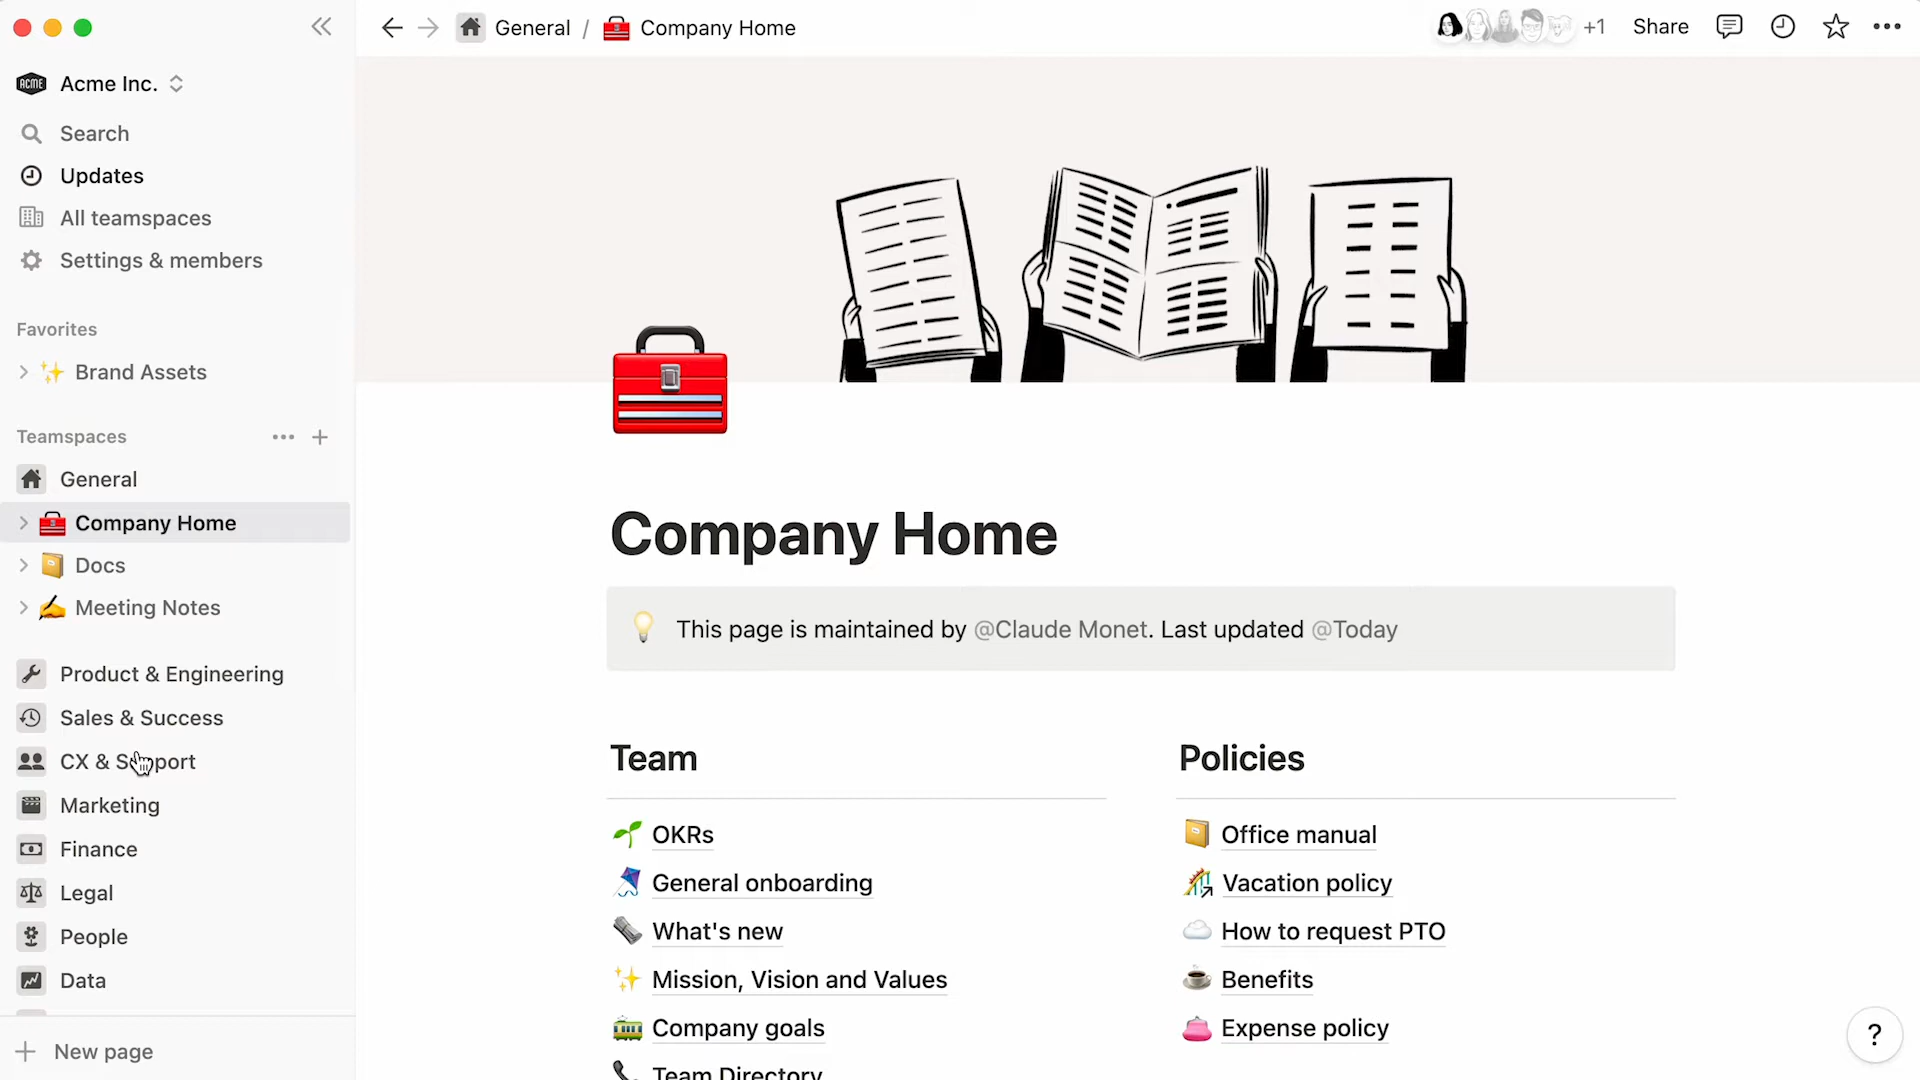 General / Company Home
+1 Share
ACME Acme Inc.
Search
Updates
All teamspaces
Settings & members
Favorites
Brand Assets
Teamspaces
General
Company Home
Docs
Meeting Notes
Product & Engineering
Sales & Success
CX & Support
Marketing
Finance
Legal
People
Data
New page
Company Home
This page is maintained by @Claude Monet. Last updated @Today
Team
OKRs
General onboarding
What's new
Mission, Vision and Values
Company goals
Team Directory
Policies
Office manual
Vacation policy
How to request PTO
Benefits
Expense policy
?